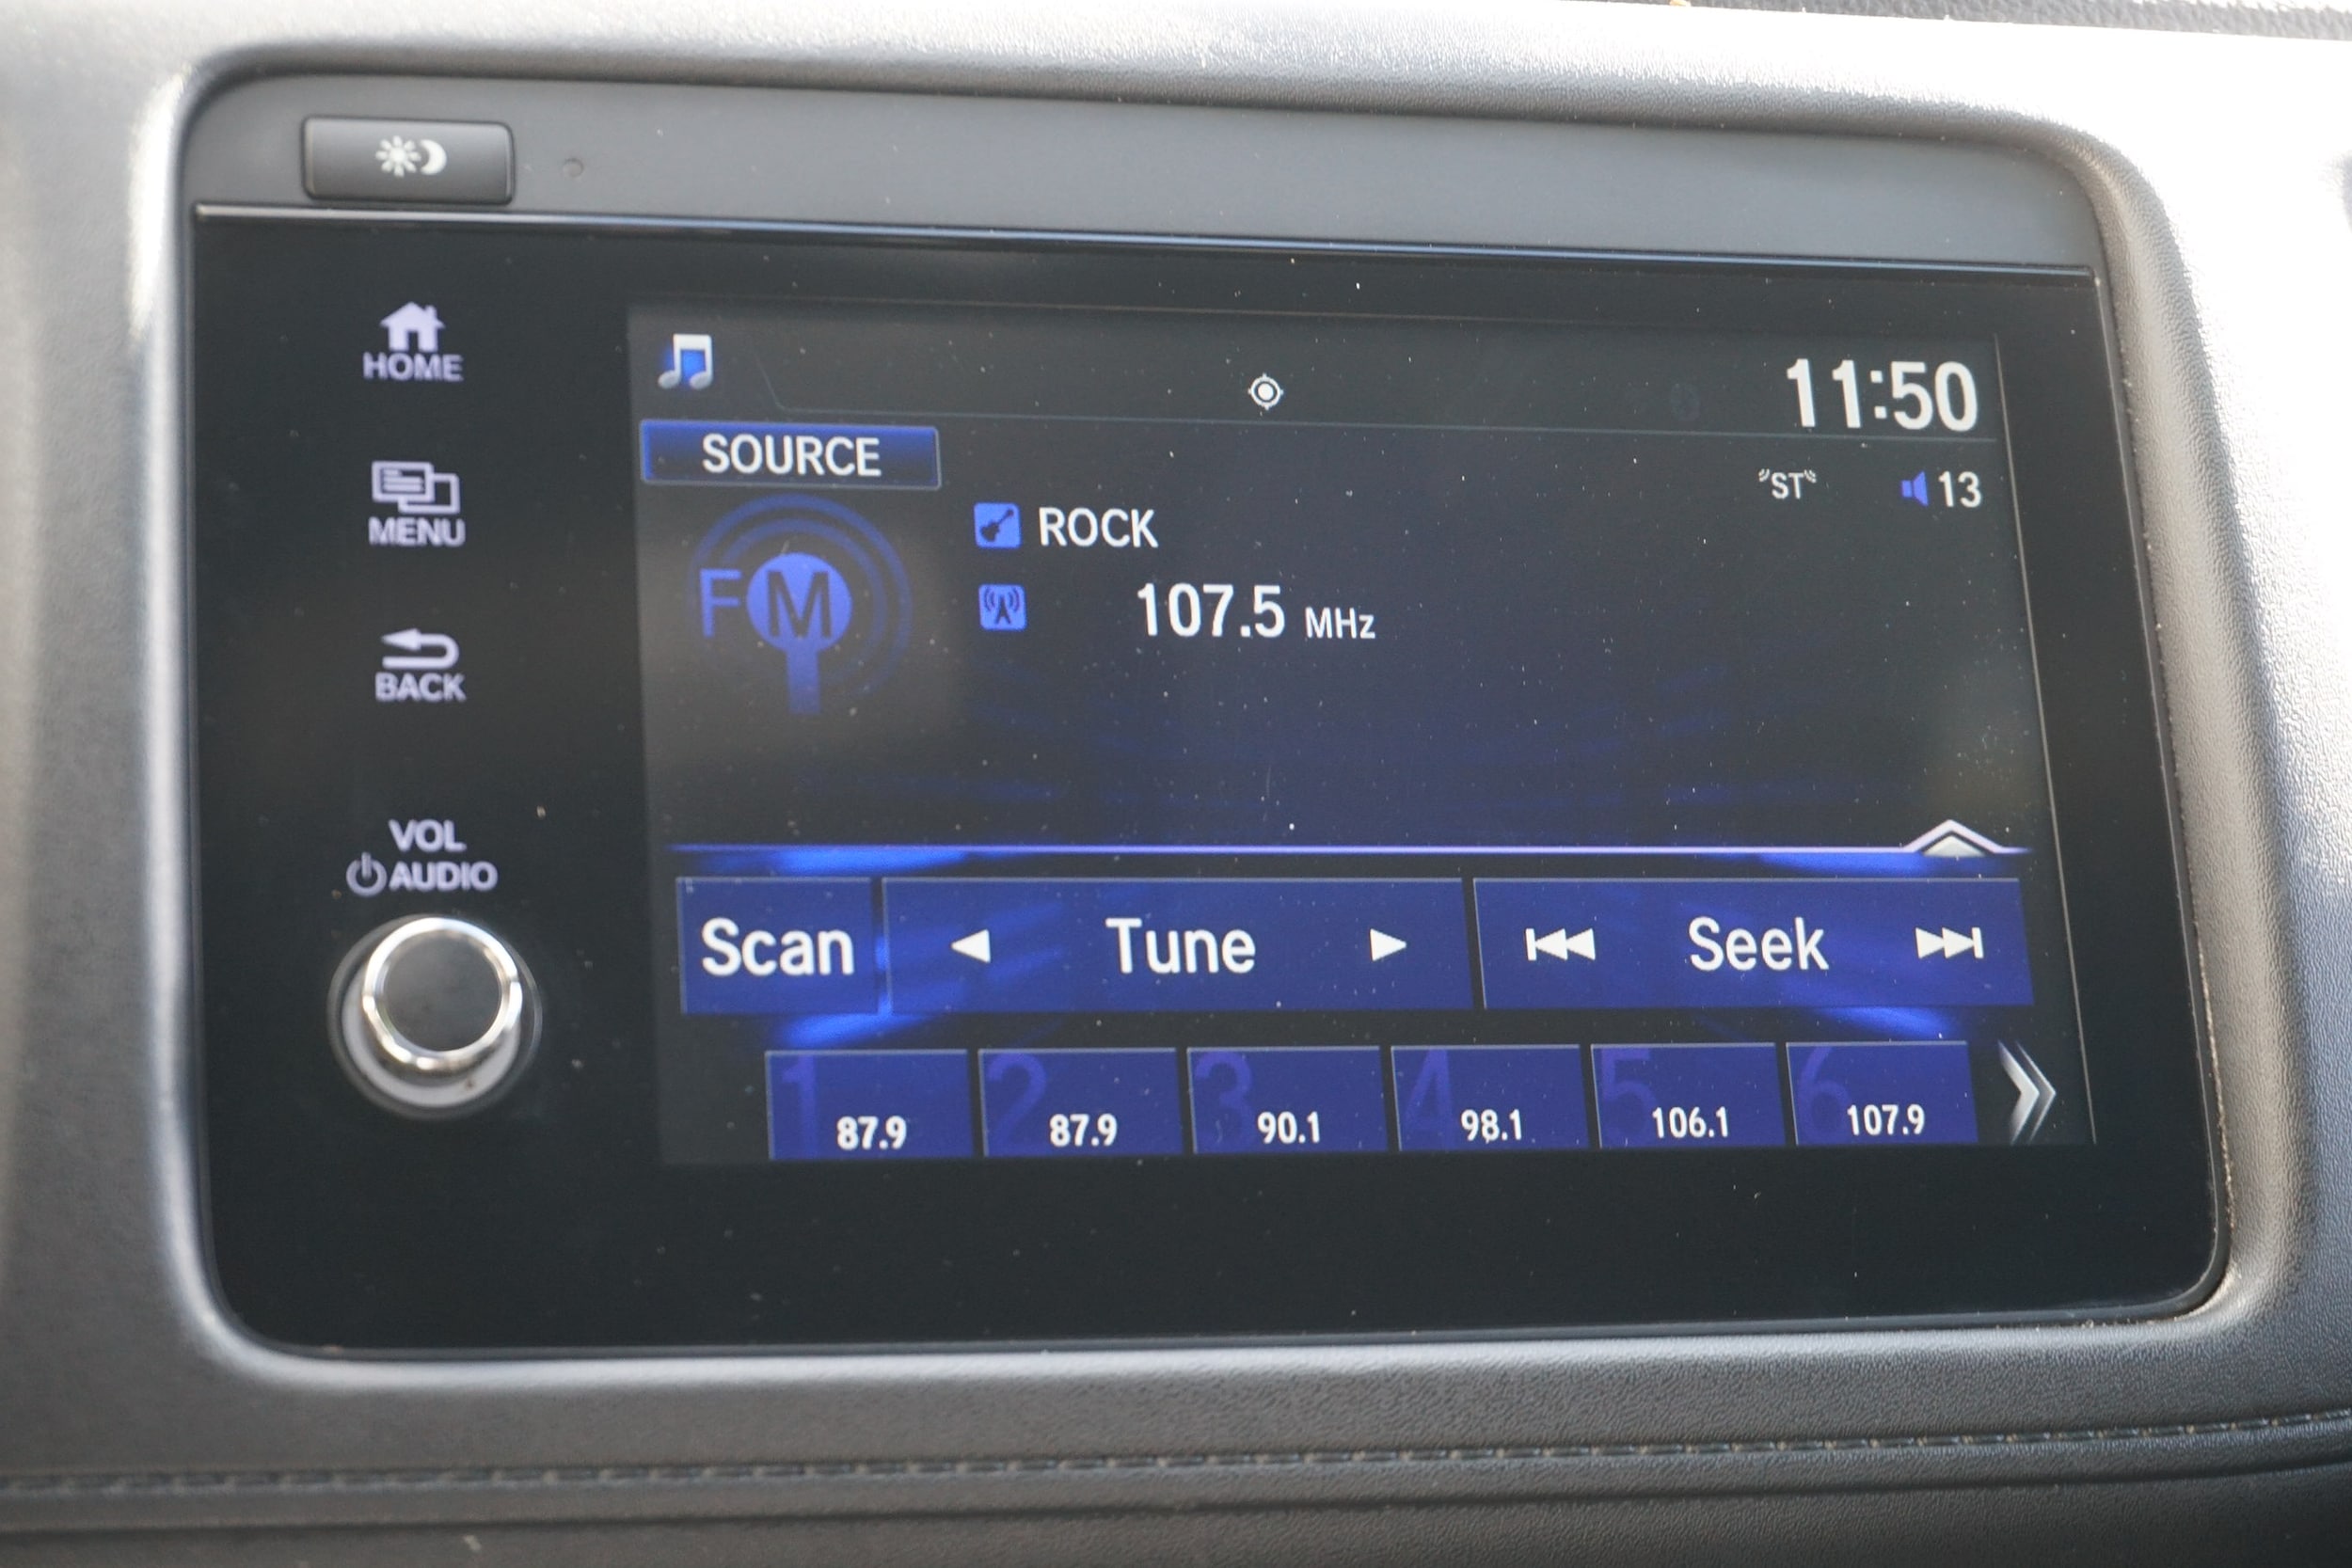 HOME
MENU
BACK
VOL
AUDIO
11:50
SOURCE
"ST"
13
FM
ROCK
107.5 MHz
Scan
Tune
Seek
1 87.9
2 87.9
3 90.1
4 98.1
5 106.1
6 107.9